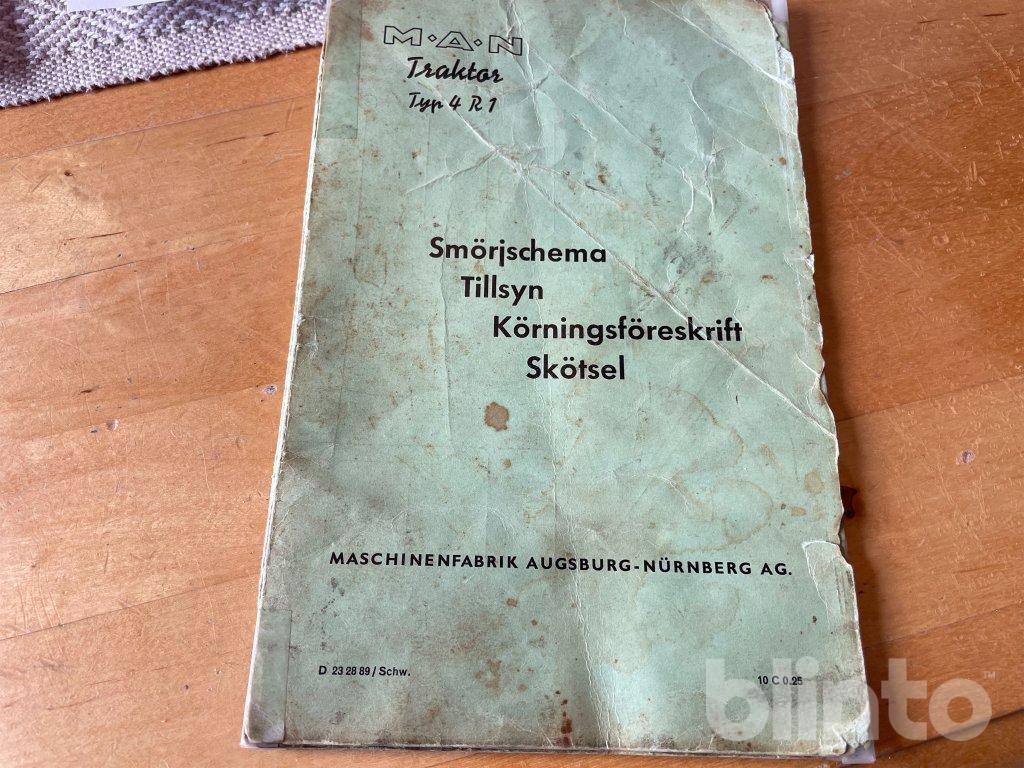 M·A·N
Traktor
Typ 4 R 1
Smörjschema
Tillsyn
Körningsföreskrift
Skötsel
MASCHINENFABRIK AUGSBURG-NÜRNBERG AG.
D 23 28 89 / Schw.
10 C 0.25
blinto™